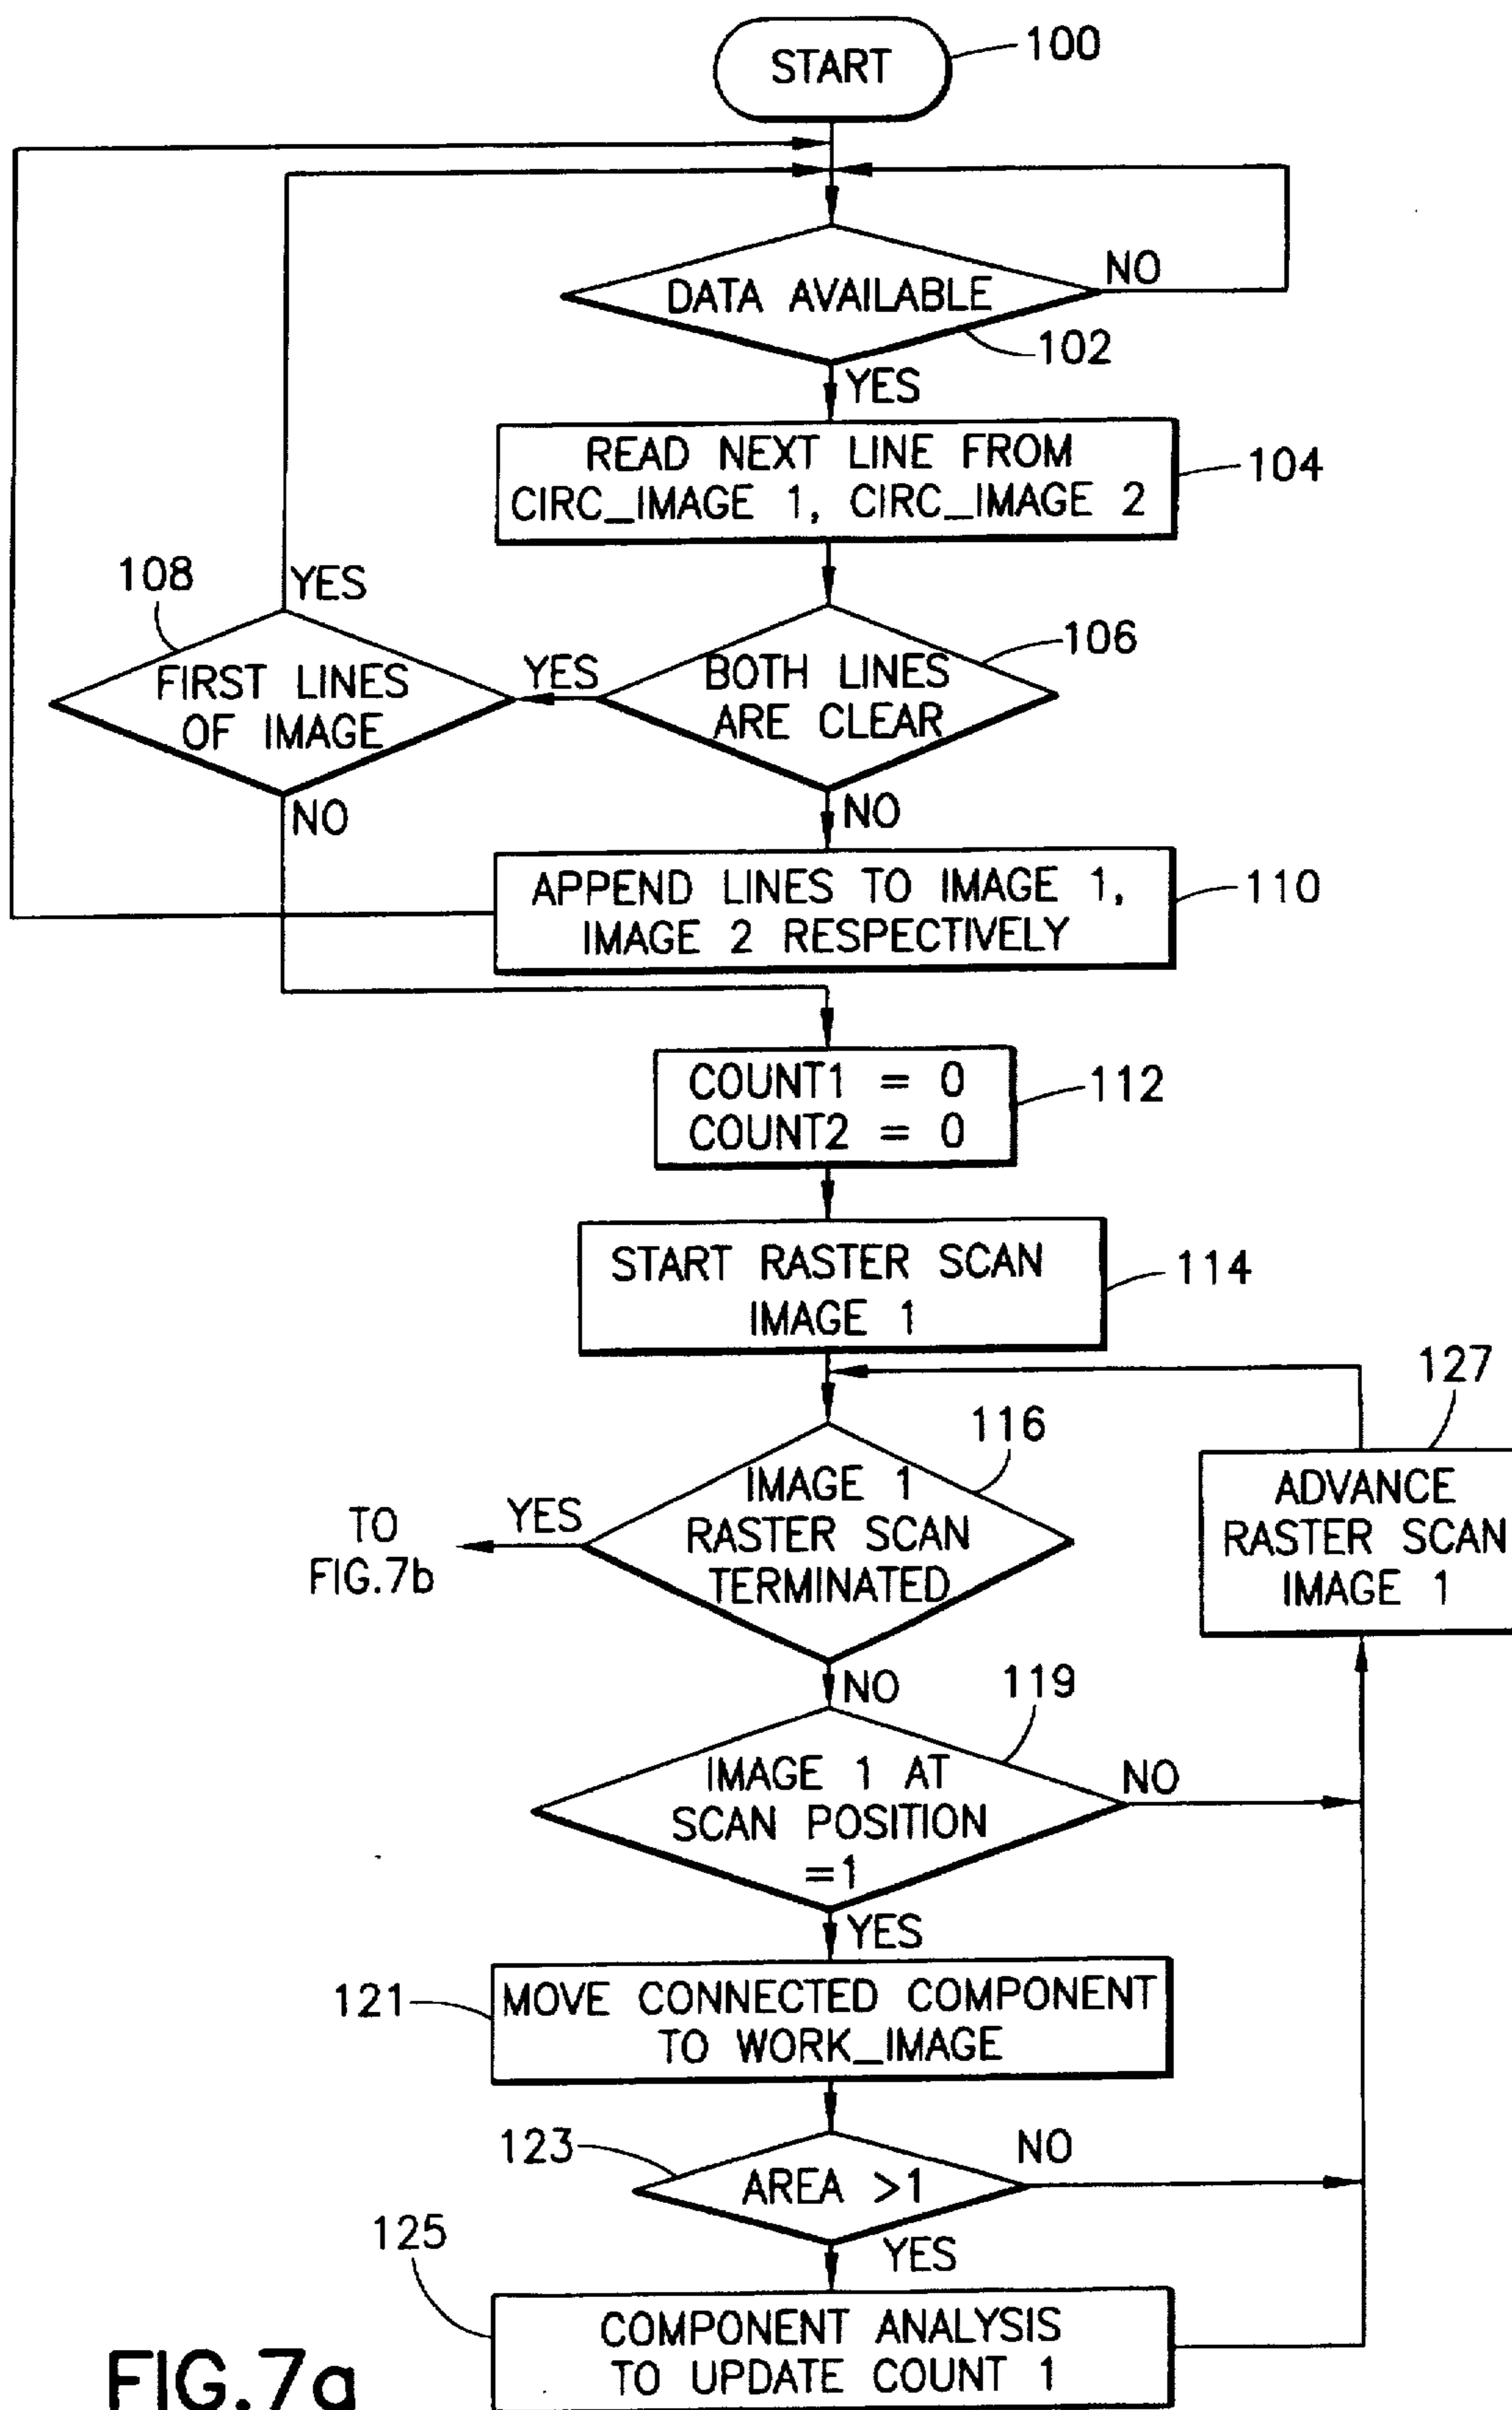 START
100
DATA AVAILABLE
NO
102
YES
READ NEXT LINE FROM
CIRC_IMAGE 1, CIRC_IMAGE 2
104
108
YES
FIRST LINES
OF IMAGE
YES
BOTH LINES
ARE CLEAR
106
NO
NO
APPEND LINES TO IMAGE 1,
IMAGE 2 RESPECTIVELY
110
COUNT1 = 0
COUNT2 = 0
112
START RASTER SCAN
IMAGE 1
114
127
116
IMAGE 1
RASTER SCAN
TERMINATED
YES
TO
FIG.7b
ADVANCE
RASTER SCAN
IMAGE 1
NO
119
IMAGE 1 AT
SCAN POSITION
=1
NO
YES
121
MOVE CONNECTED COMPONENT
TO WORK_IMAGE
123
AREA >1
NO
125
YES
COMPONENT ANALYSIS
TO UPDATE COUNT 1
FIG.7a